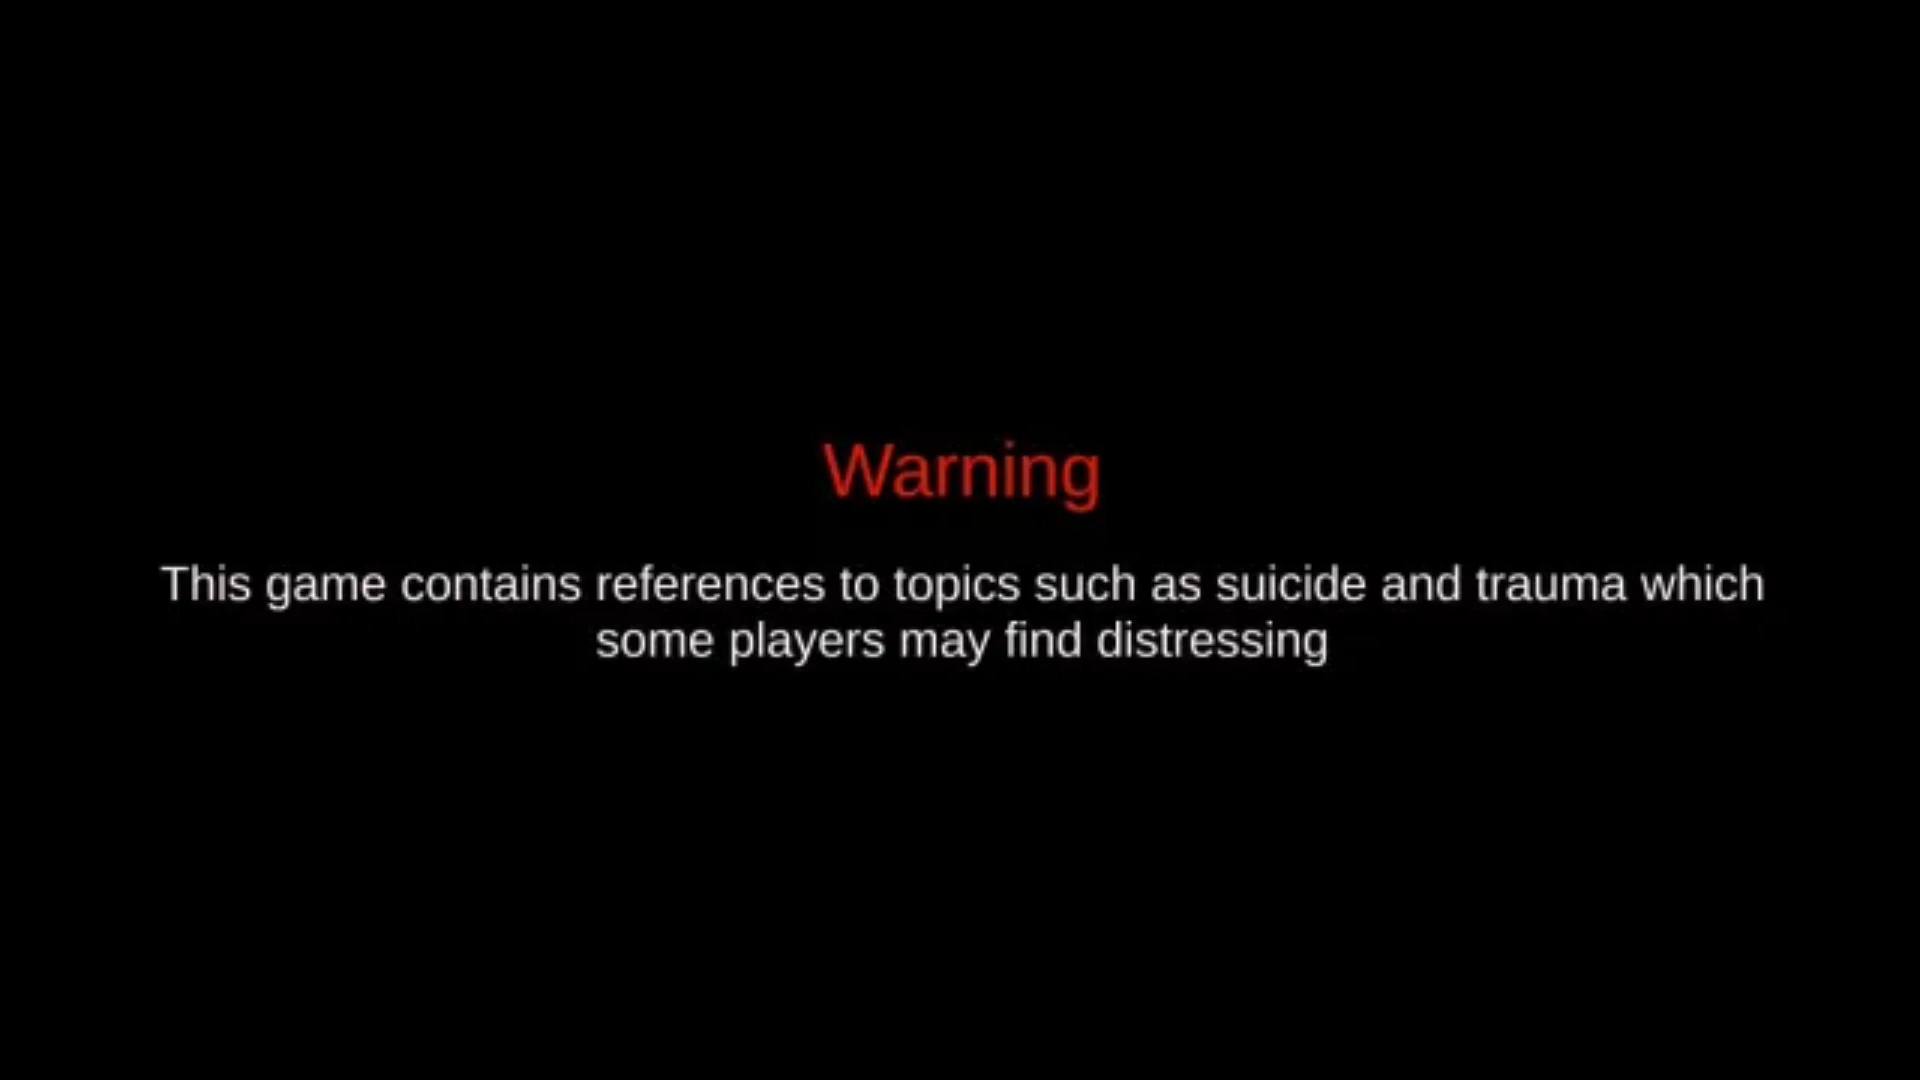 Warning
This game contains references to topics such as suicide and trauma which
some players may find distressing